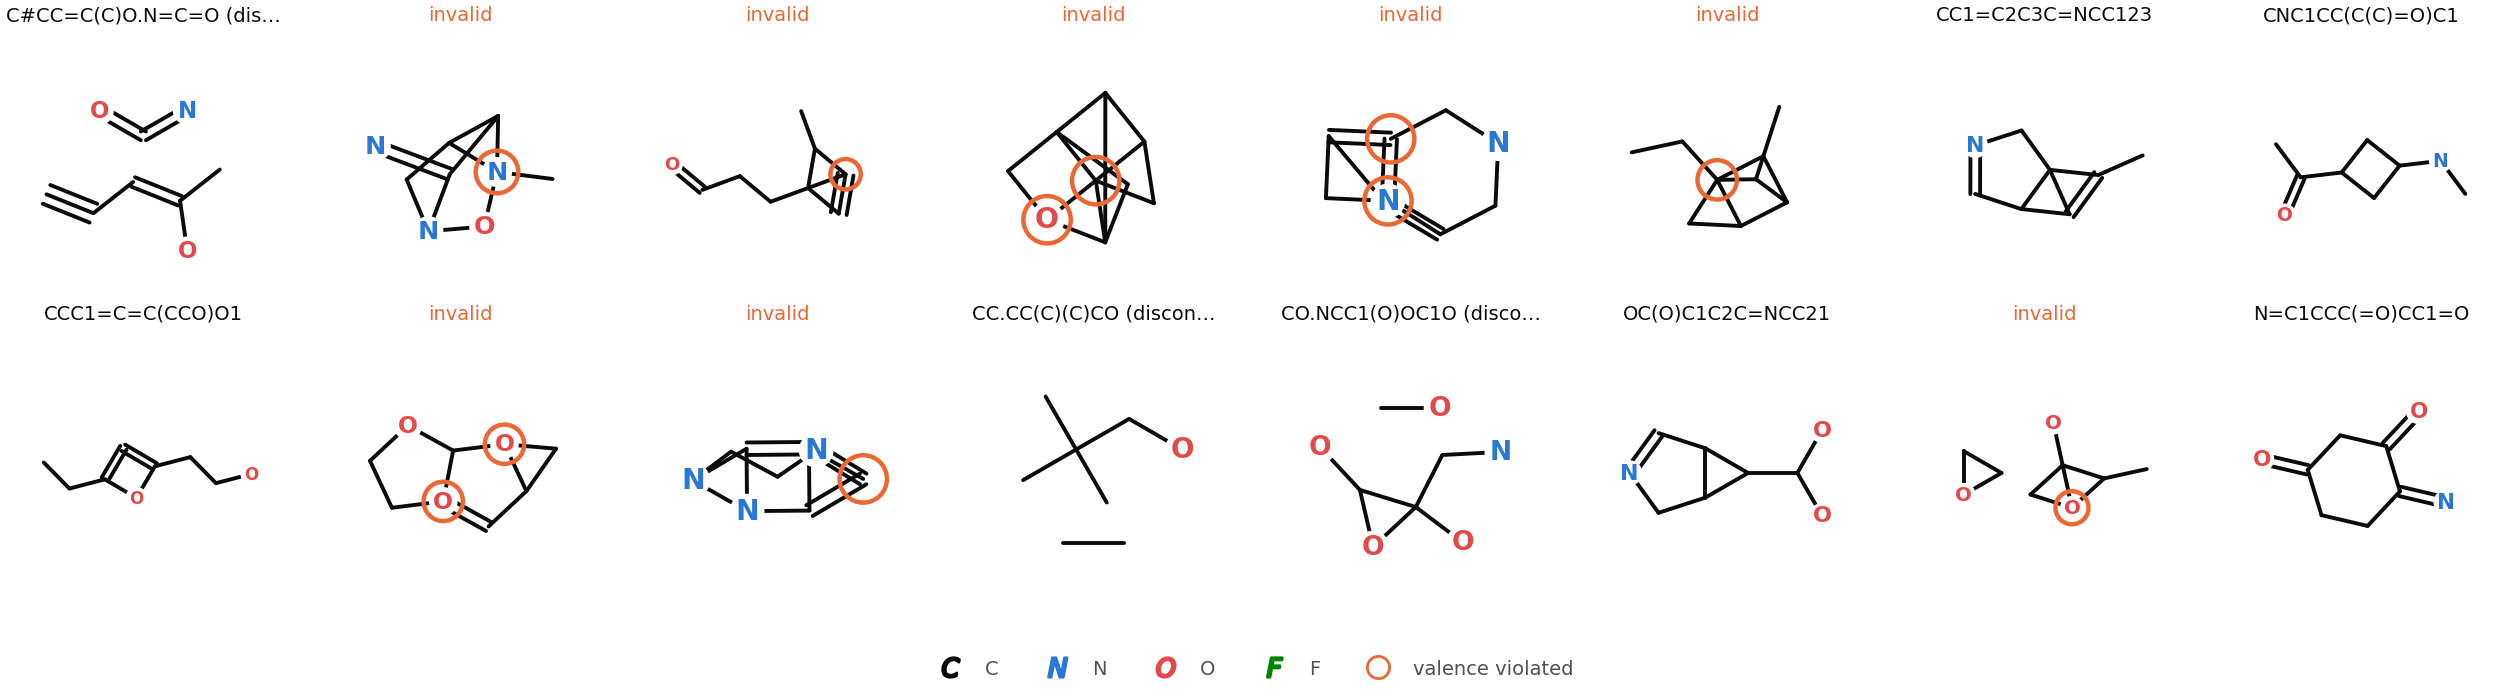 C#CC=C(C)O.N=C=O (dis... invalid invalid invalid invalid invalid CC1=C2C3C=NCC123 CNC1CC(C(C)=O)C1
O N N O N N O O N N N N O
N O
CCC1=C=C(CCO)O1 invalid invalid CC.CC(C)(C)CO (discon... CO.NCC1(O)OC1O (disco... OC(O)C1C2C=NCC21 invalid N=C1CCC(=O)CC1=O
O O O O O N N N O O O N O O N O O O O O O O N
C C N N O O F F valence violated